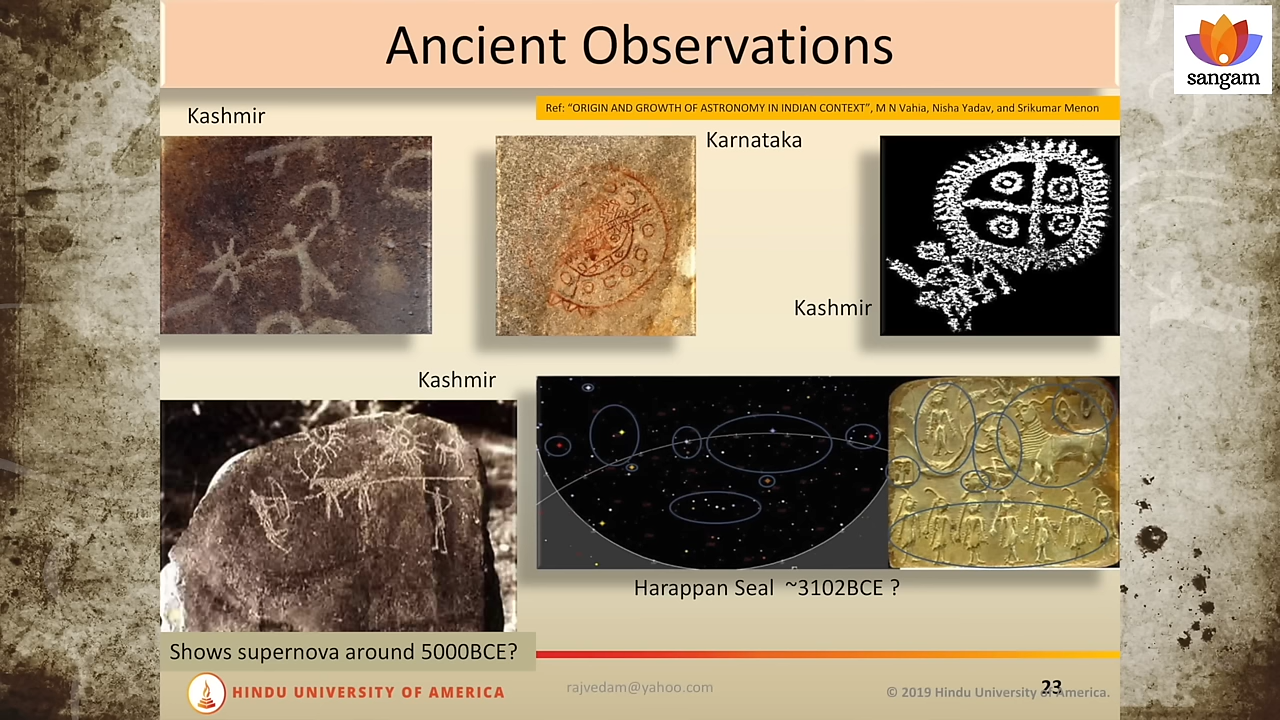 Ancient Observations
sangam
Ref: “ORIGIN AND GROWTH OF ASTRONOMY IN INDIAN CONTEXT”, M N Vahia, Nisha Yadav, and Srikumar Menon
Kashmir
Karnataka
Kashmir
Kashmir
Harappan Seal ~3102BCE ?
Shows supernova around 5000BCE?
HINDU UNIVERSITY OF AMERICA
rajvedam@yahoo.com
23
© 2019 Hindu University of America.